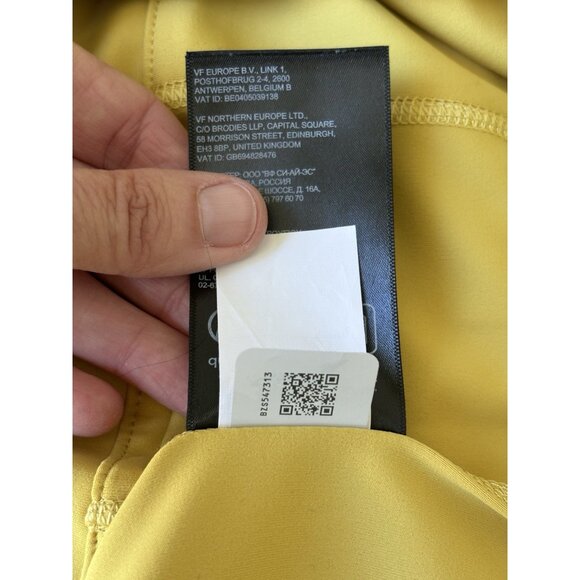 VF EUROPE B.V., LINK 1,
POSTHOFBRUG 2-4, 2600
ANTWERPEN, BELGIUM B
VAT ID: BE0405039138
VF NORTHERN EUROPE LTD.,
C/O BRODIES LLP, CAPITAL SQUARE,
58 MORRISON STREET, EDINBURGH,
EH3 8BP, UNITED KINGDOM
VAT ID: GB694828476
ООО "ВФ СИ-АЙ-ЭС"
РОССИЯ
ШОССЕ, Д. 16А,
797 60 70
UL.
BZS547313